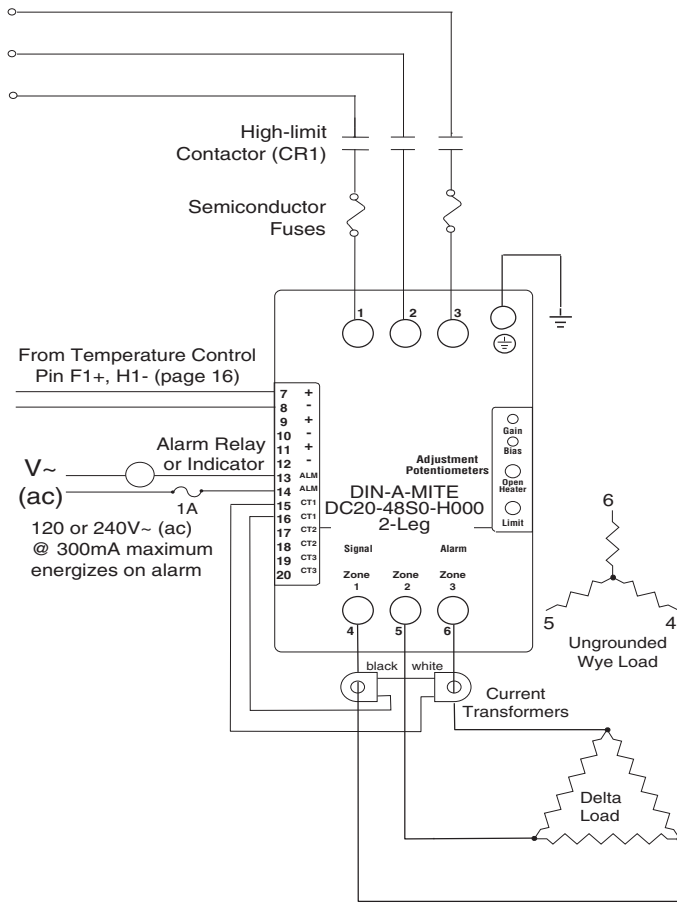 High-limit
Contactor (CR1)
Semiconductor
Fuses
1
2
3
From Temperature Control
Pin F1+, H1- (page 16)
7 +
8 -
9 +
10 -
11 +
12 -
13 ALM
14 ALM
15 CT1
16 CT1
17 CT2
18 CT2
19 CT3
20 CT3
Alarm Relay
or Indicator
V~
(ac)
1A
120 or 240V~ (ac)
@ 300mA maximum
energizes on alarm
Gain
Bias
Adjustment
Potentiometers
Open
Heater
Limit
DIN-A-MITE
DC20-48S0-H000
2-Leg
Signal
Alarm
Zone
1
Zone
2
Zone
3
4
5
6
black
white
Current
Transformers
6
5
4
Ungrounded
Wye Load
Delta
Load